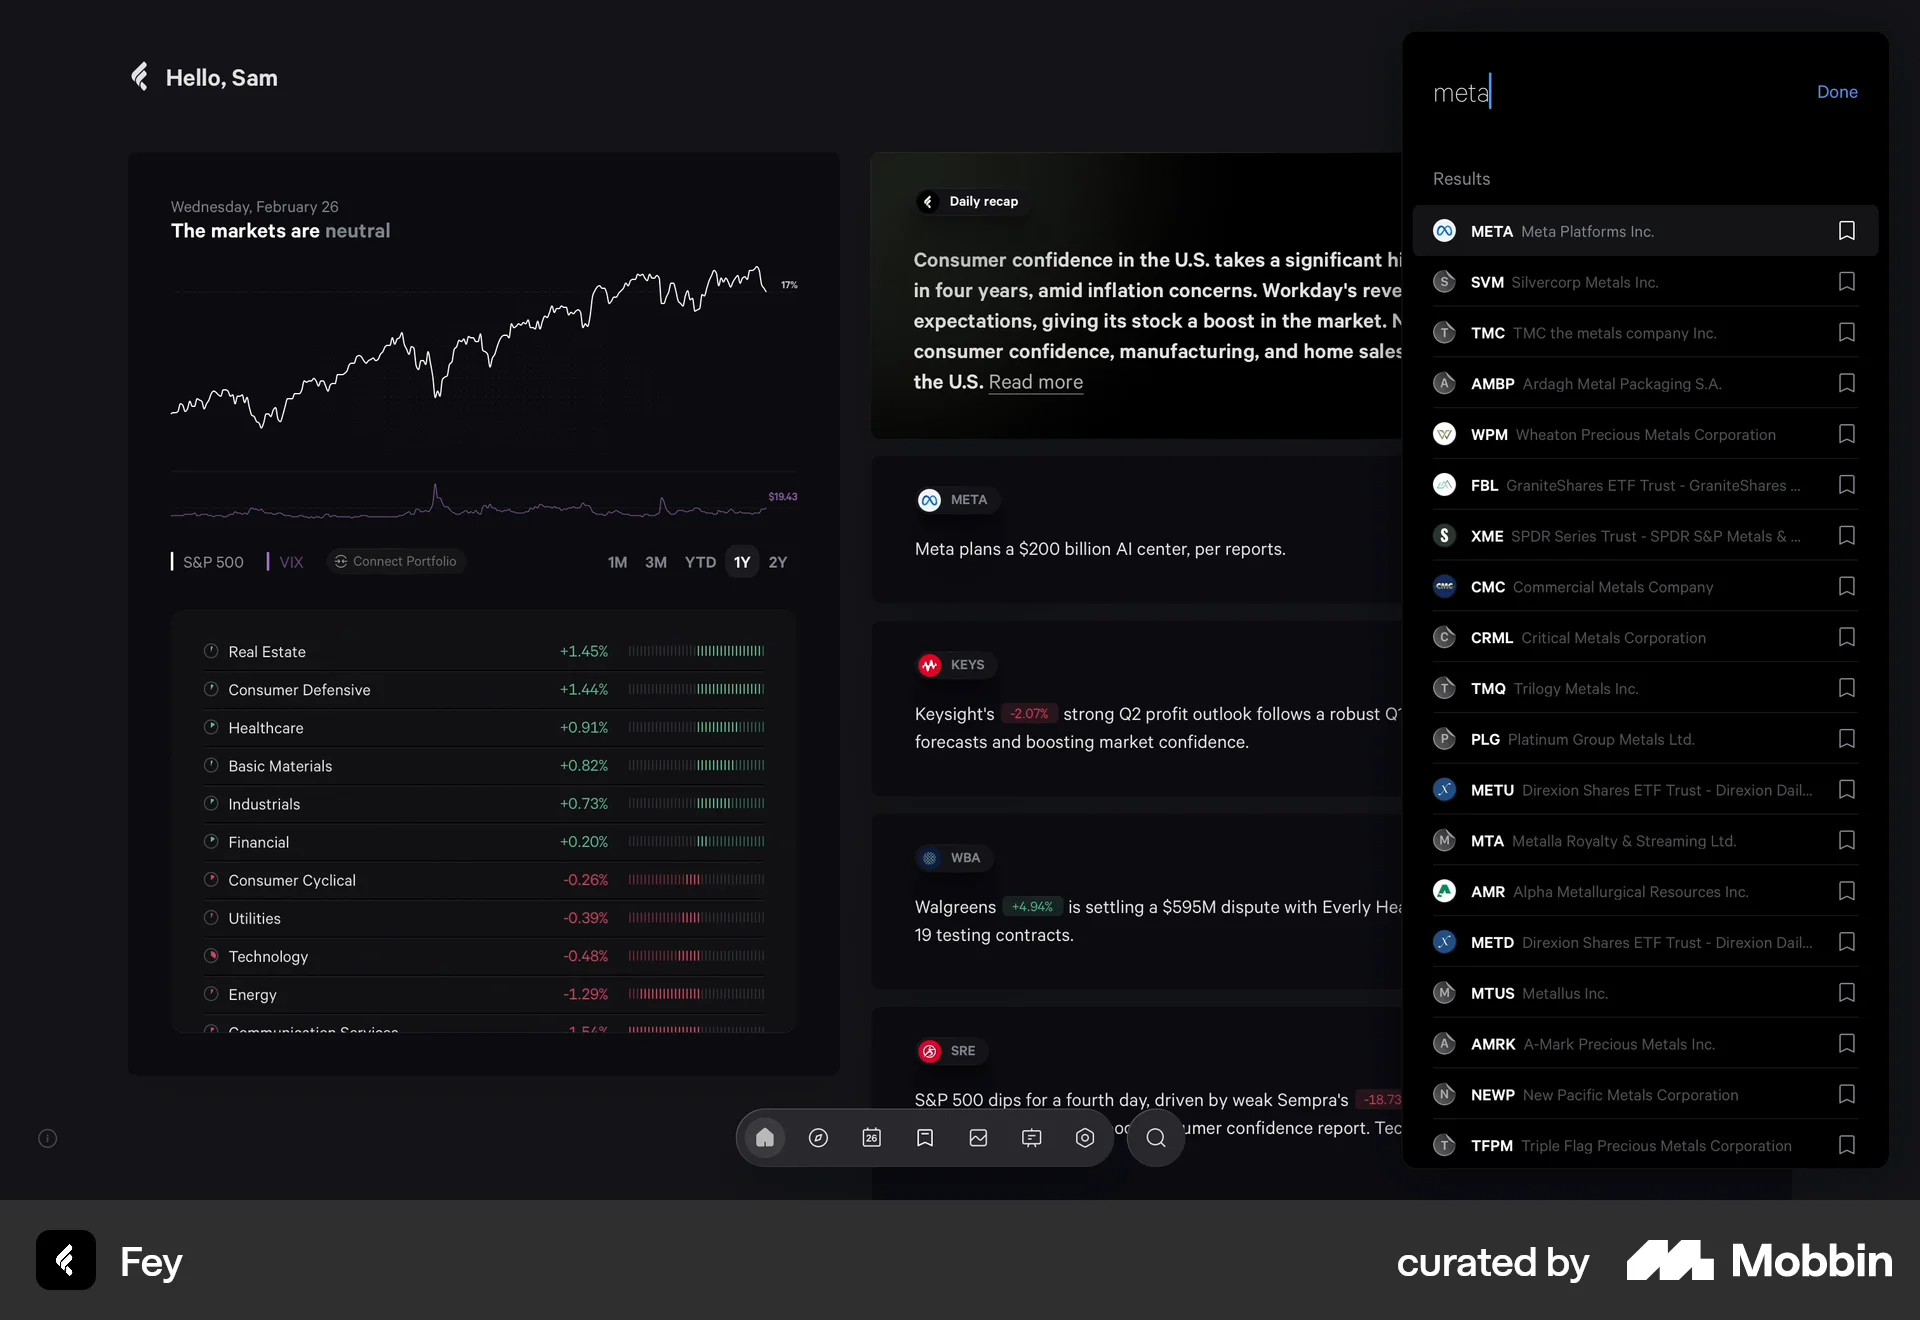 Hello, Sam
Wednesday, February 26
The markets are neutral
17%
$19.43
S&P 500
VIX
Connect Portfolio
1M 3M YTD 1Y 2Y
Real Estate +1.45%
Consumer Defensive +1.44%
Healthcare +0.91%
Basic Materials +0.82%
Industrials +0.73%
Financial +0.20%
Consumer Cyclical -0.26%
Utilities -0.39%
Technology -0.48%
Energy -1.29%
Communication Services -1.54%
Daily recap
Consumer confidence in the U.S. takes a significant hi
in four years, amid inflation concerns. Workday's reve
expectations, giving its stock a boost in the market. N
consumer confidence, manufacturing, and home sales
the U.S. Read more
META
Meta plans a $200 billion AI center, per reports.
KEYS
Keysight's -2.07% strong Q2 profit outlook follows a robust Q1
forecasts and boosting market confidence.
WBA
Walgreens +4.94% is settling a $595M dispute with Everly Hea
19 testing contracts.
SRE
S&P 500 dips for a fourth day, driven by weak Sempra's -18.73
umer confidence report. Tec
26
meta
Done
Results
META Meta Platforms Inc.
S SVM Silvercorp Metals Inc.
T TMC TMC the metals company Inc.
A AMBP Ardagh Metal Packaging S.A.
WPM Wheaton Precious Metals Corporation
FBL GraniteShares ETF Trust - GraniteShares ...
XME SPDR Series Trust - SPDR S&P Metals & ...
CMC CMC Commercial Metals Company
C CRML Critical Metals Corporation
T TMQ Trilogy Metals Inc.
P PLG Platinum Group Metals Ltd.
METU Direxion Shares ETF Trust - Direxion Dail...
M MTA Metalla Royalty & Streaming Ltd.
AMR Alpha Metallurgical Resources Inc.
METD Direxion Shares ETF Trust - Direxion Dail...
M MTUS Metallus Inc.
A AMRK A-Mark Precious Metals Inc.
N NEWP New Pacific Metals Corporation
T TFPM Triple Flag Precious Metals Corporation
Fey
curated by Mobbin